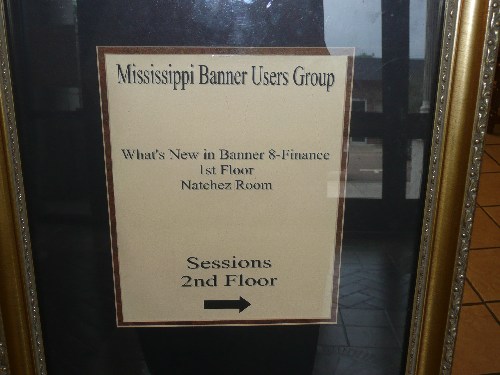 Mississippi Banner Users Group
What's New in Banner 8-Finance
1st Floor
Natchez Room
Sessions
2nd Floor